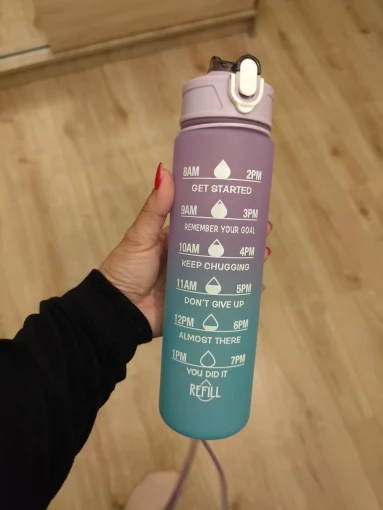 8AM 2PM
GET STARTED
9AM 3PM
REMEMBER YOUR GOAL
10AM 4PM
KEEP CHUGGING
11AM 5PM
DON'T GIVE UP
12PM 6PM
ALMOST THERE
1PM 7PM
YOU DID IT
REFILL